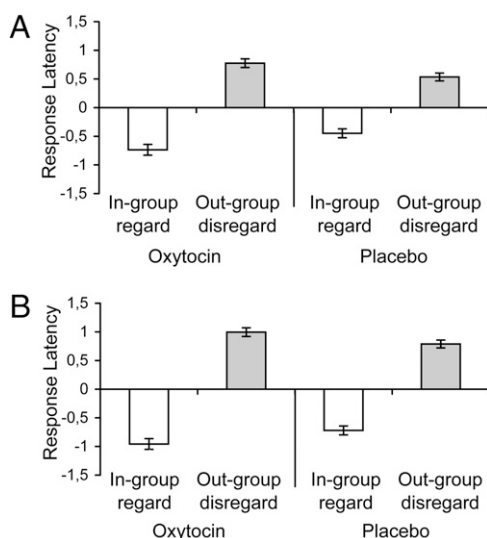 A
Response Latency
1,5
1
0,5
0
-0,5
-1
-1,5
In-group regard
Out-group disregard
In-group regard
Out-group disregard
Oxytocin
Placebo
B
Response Latency
1,5
1
0,5
0
-0,5
-1
-1,5
In-group regard
Out-group disregard
In-group regard
Out-group disregard
Oxytocin
Placebo